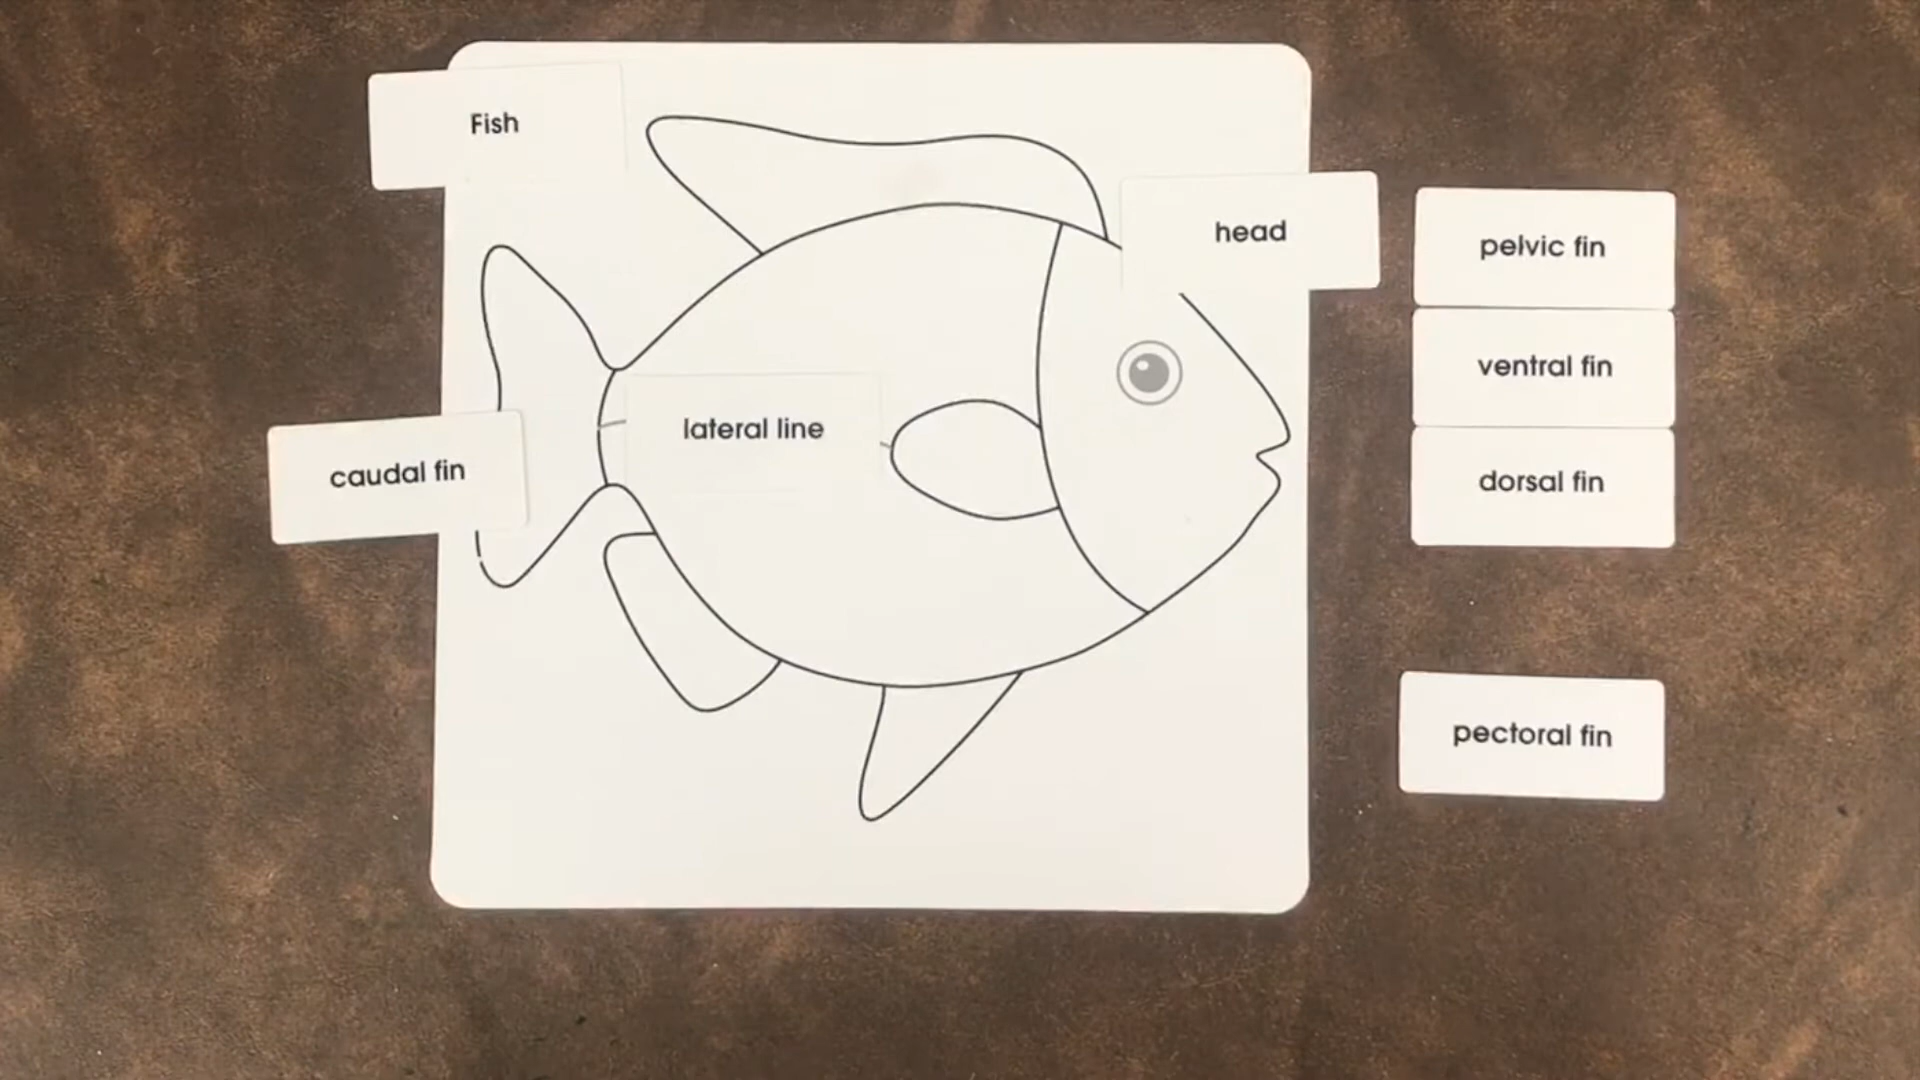 Fish
head
pelvic fin
ventral fin
lateral line
caudal fin
dorsal fin
pectoral fin